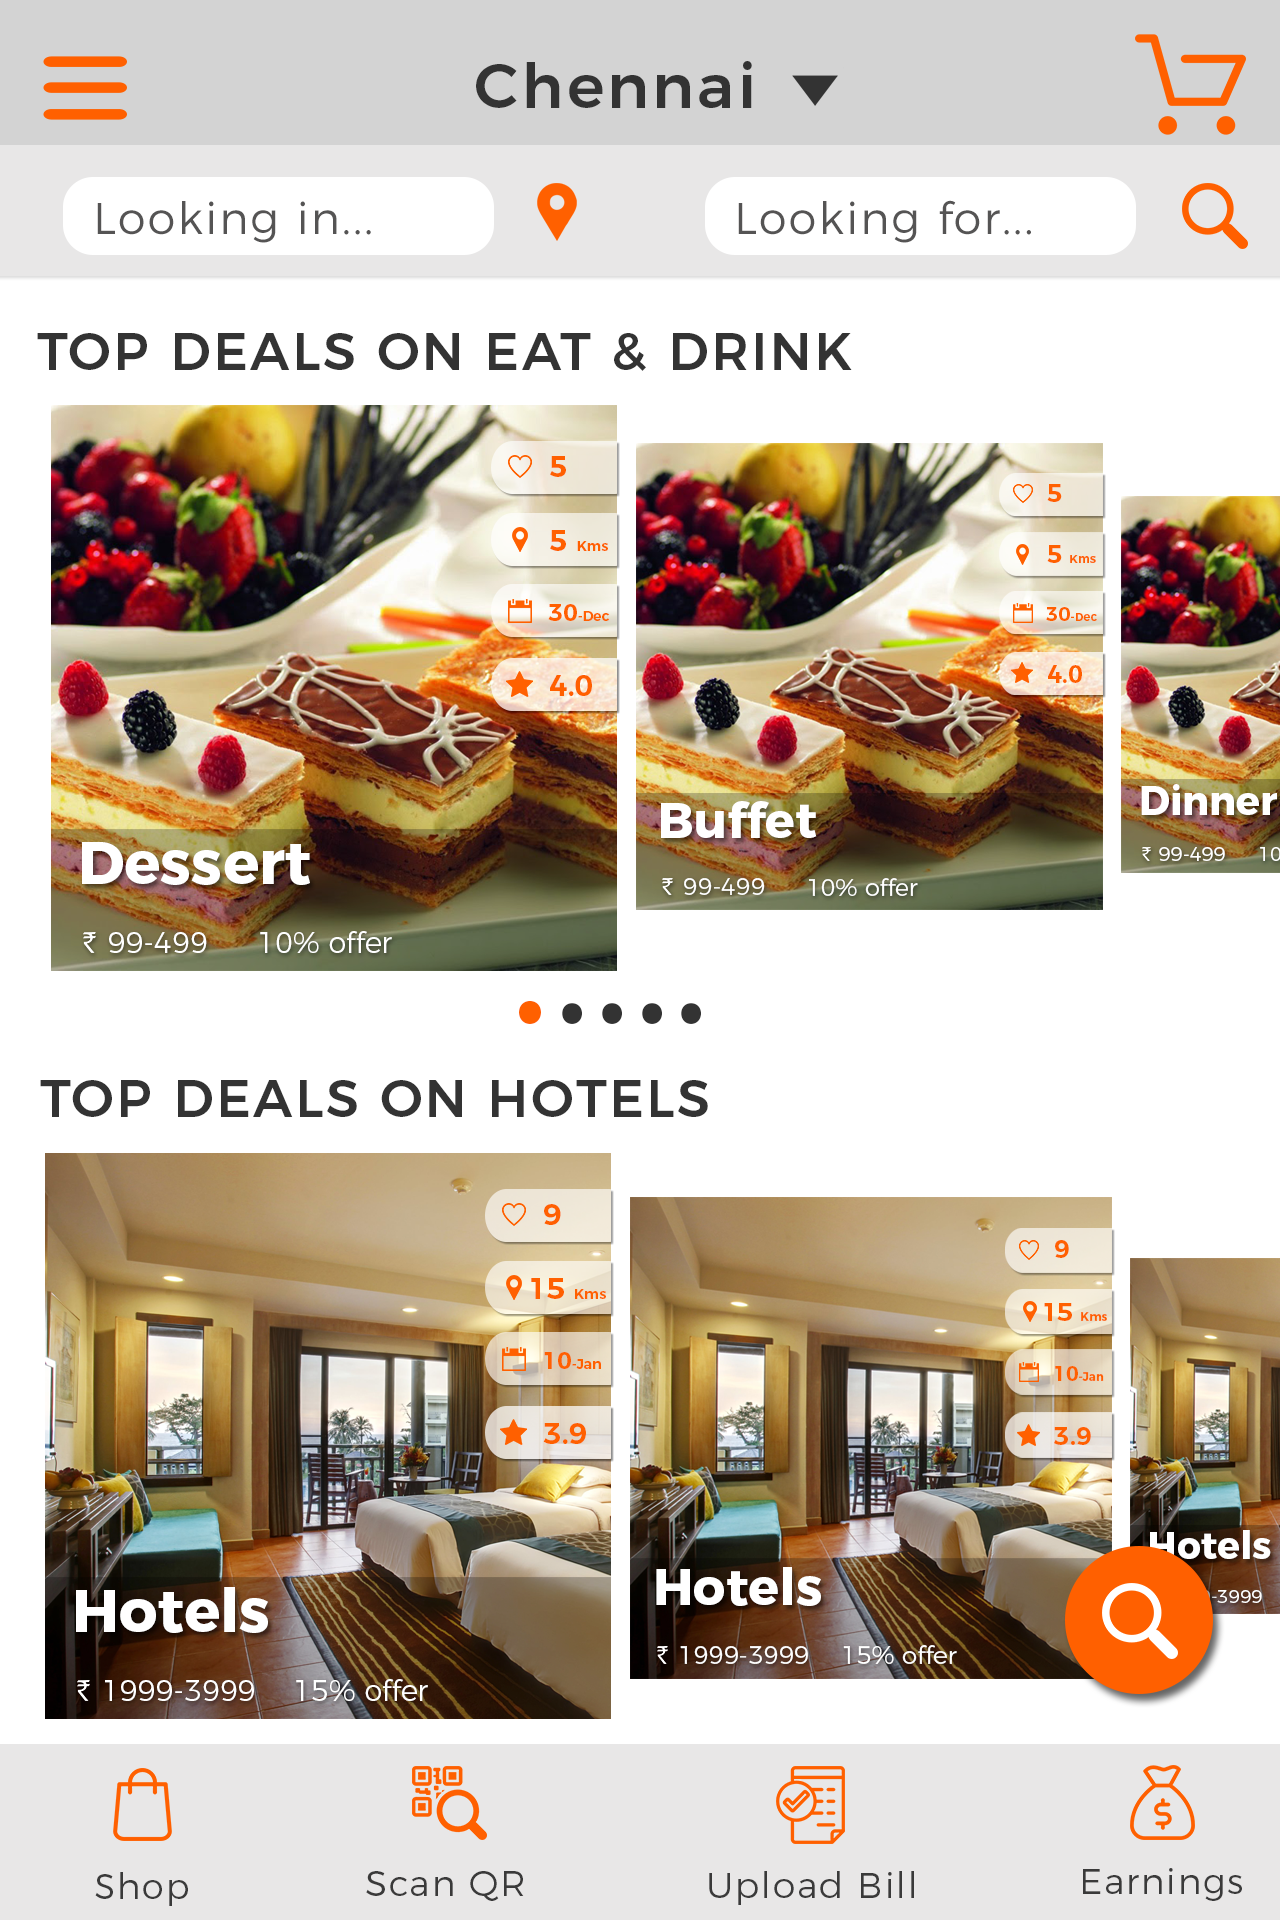 Chennai
Looking in...
Looking for...
TOP DEALS ON EAT & DRINK
5
5 Kms
30-Dec
4.0
Dessert
₹ 99-499 10% offer
5
5 Kms
30-Dec
4.0
Buffet
₹ 99-499 10% offer
Dinner
₹ 99-499 10
TOP DEALS ON HOTELS
9
15 Kms
10-Jan
3.9
Hotels
₹ 1999-3999 15% offer
9
15 Kms
10-Jan
3.9
Hotels
₹ 1999-3999 15% offer
Hotels
-3999
Shop
Scan QR
Upload Bill
Earnings